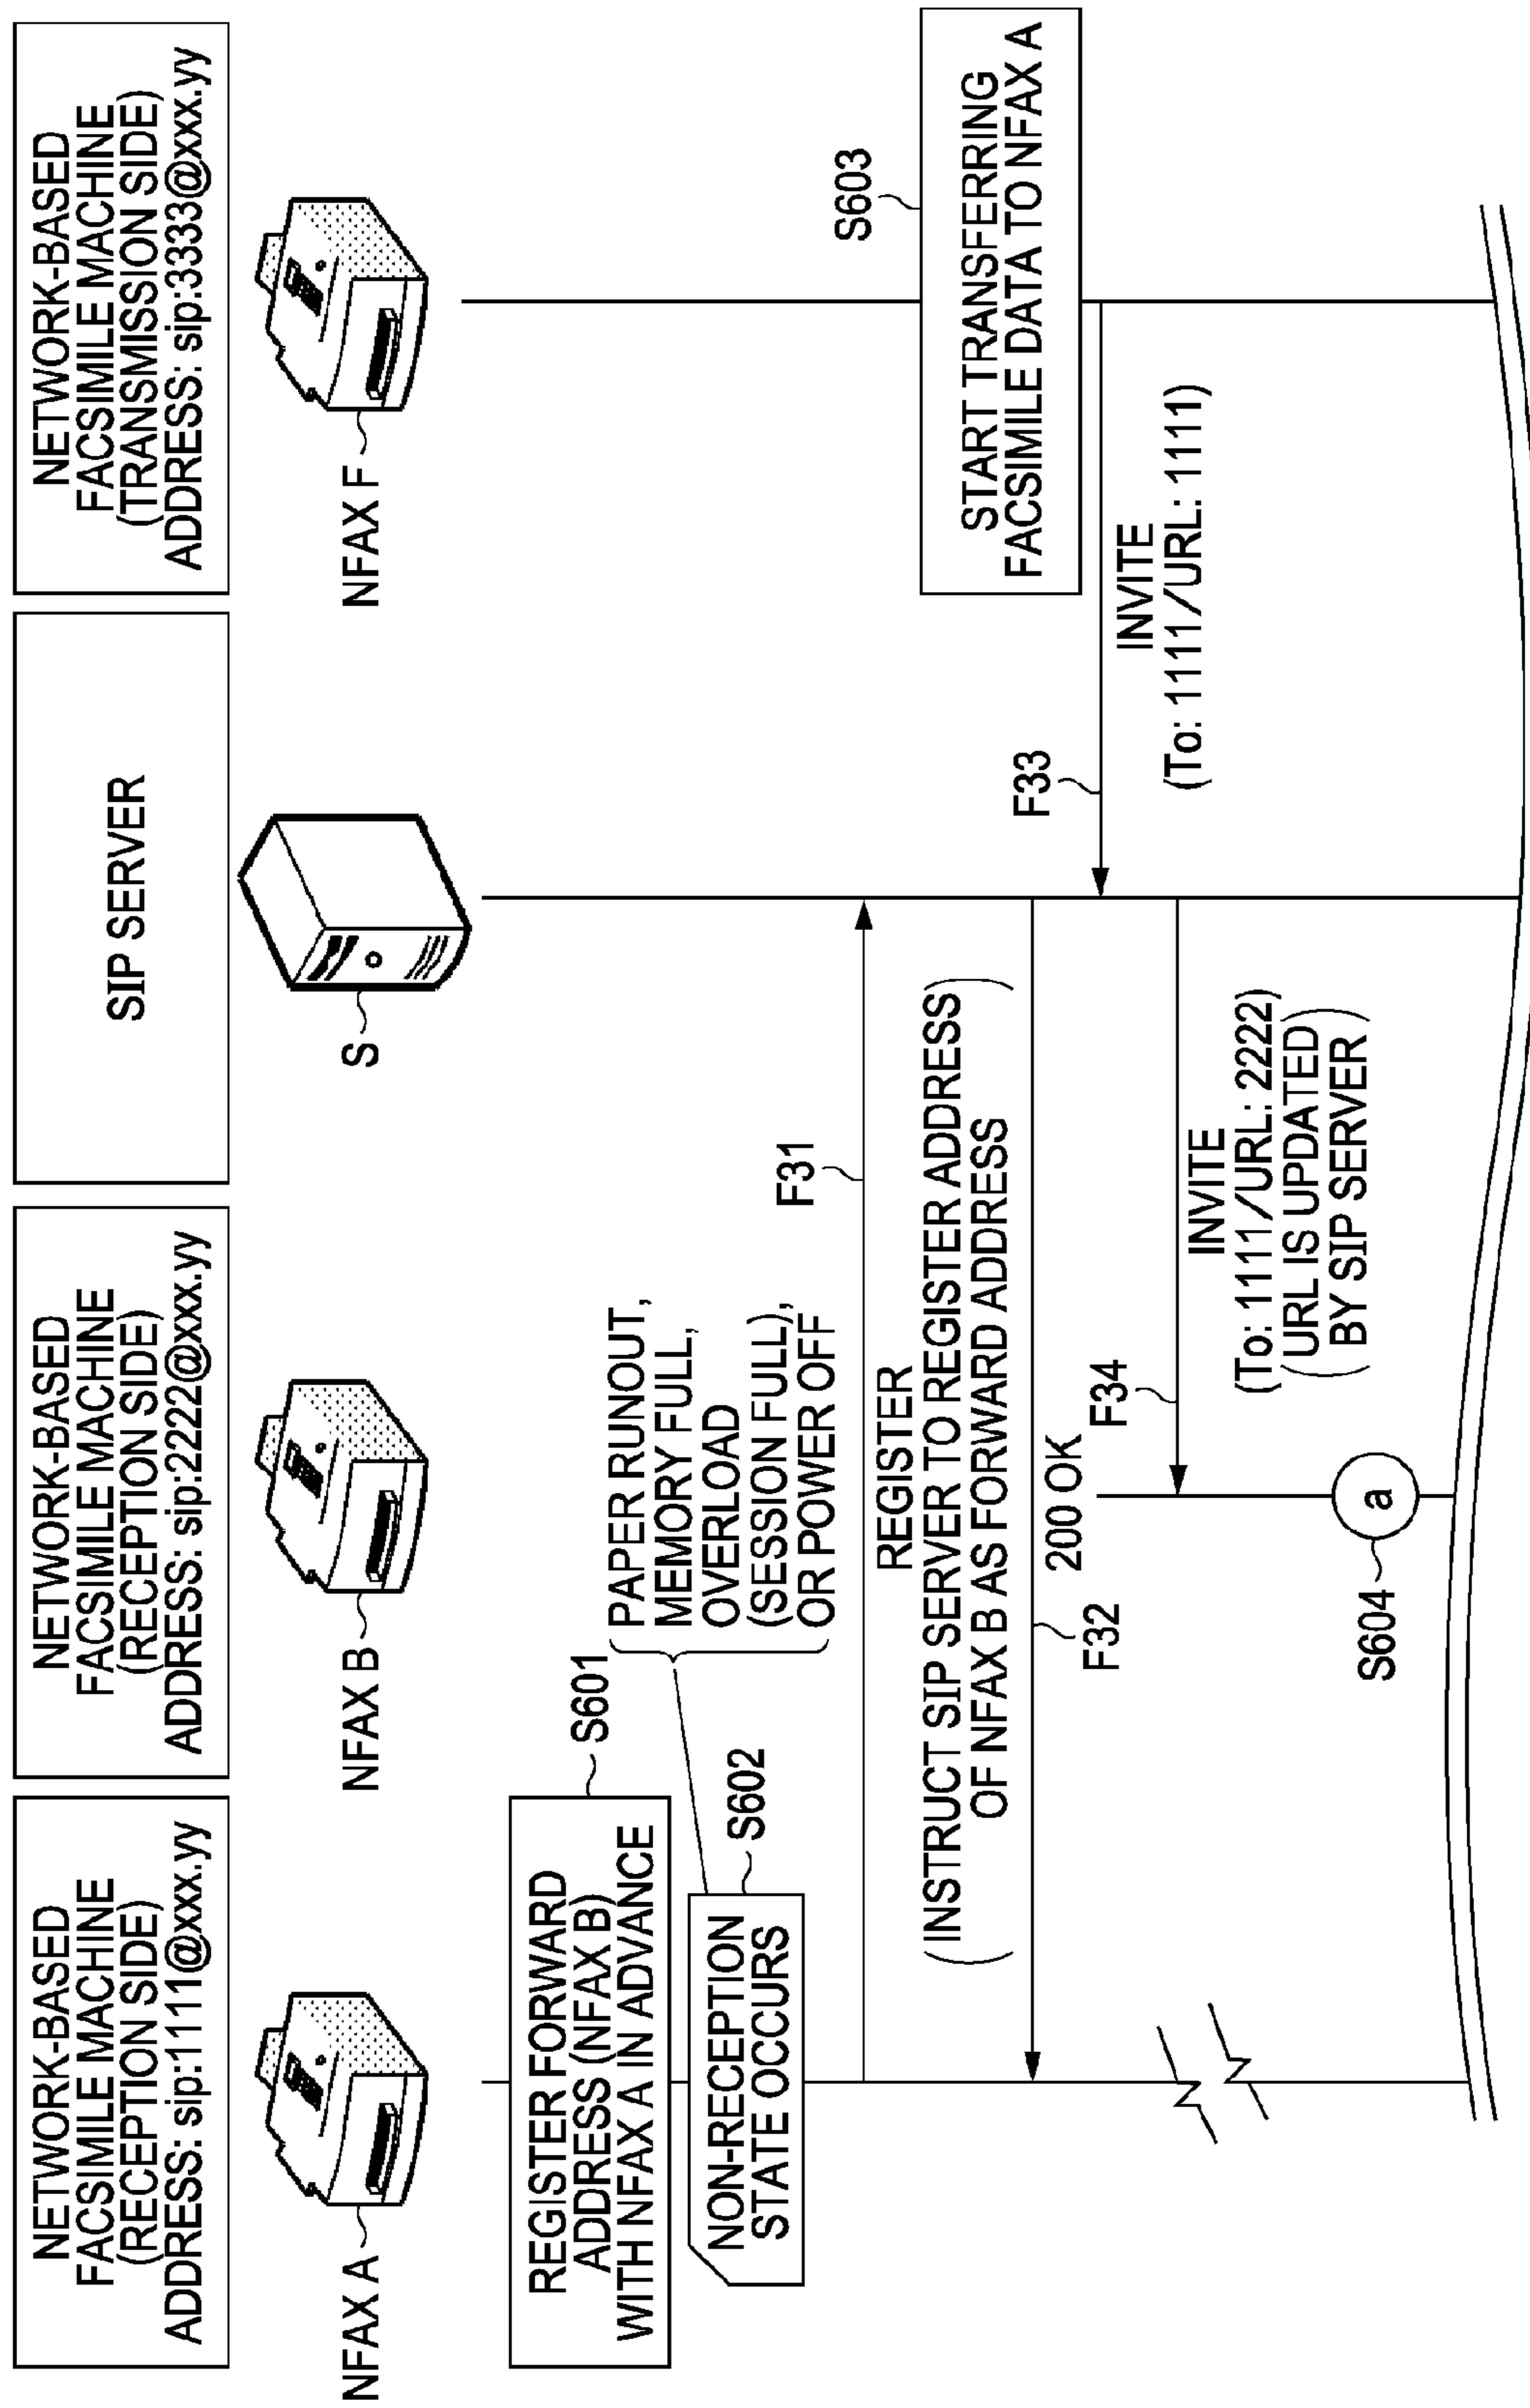 NETWORK-BASED
FACSIMILE MACHINE
(RECEPTION SIDE)
ADDRESS: sip:1111@xxx.yy
NETWORK-BASED
FACSIMILE MACHINE
(RECEPTION SIDE)
ADDRESS: sip:2222@xxx.yy
SIP SERVER
NETWORK-BASED
FACSIMILE MACHINE
(TRANSMISSION SIDE)
ADDRESS: sip:3333@xxx.yy
NFAX A
NFAX B
S
NFAX F
REGISTER FORWARD
ADDRESS (NFAX B)
WITH NFAX A IN ADVANCE
S601
PAPER RUNOUT,
MEMORY FULL,
OVERLOAD
(SESSION FULL),
OR POWER OFF
NON-RECEPTION
STATE OCCURS
S602
F31
REGISTER
(INSTRUCT SIP SERVER TO REGISTER ADDRESS
OF NFAX B AS FORWARD ADDRESS)
S603
START TRANSFERRING
FACSIMILE DATA TO NFAX A
200 OK
F32
F33
INVITE
(To: 1111/URL: 1111)
F34
INVITE
(To: 1111/URL: 2222)
(URL IS UPDATED
BY SIP SERVER)
a
S604